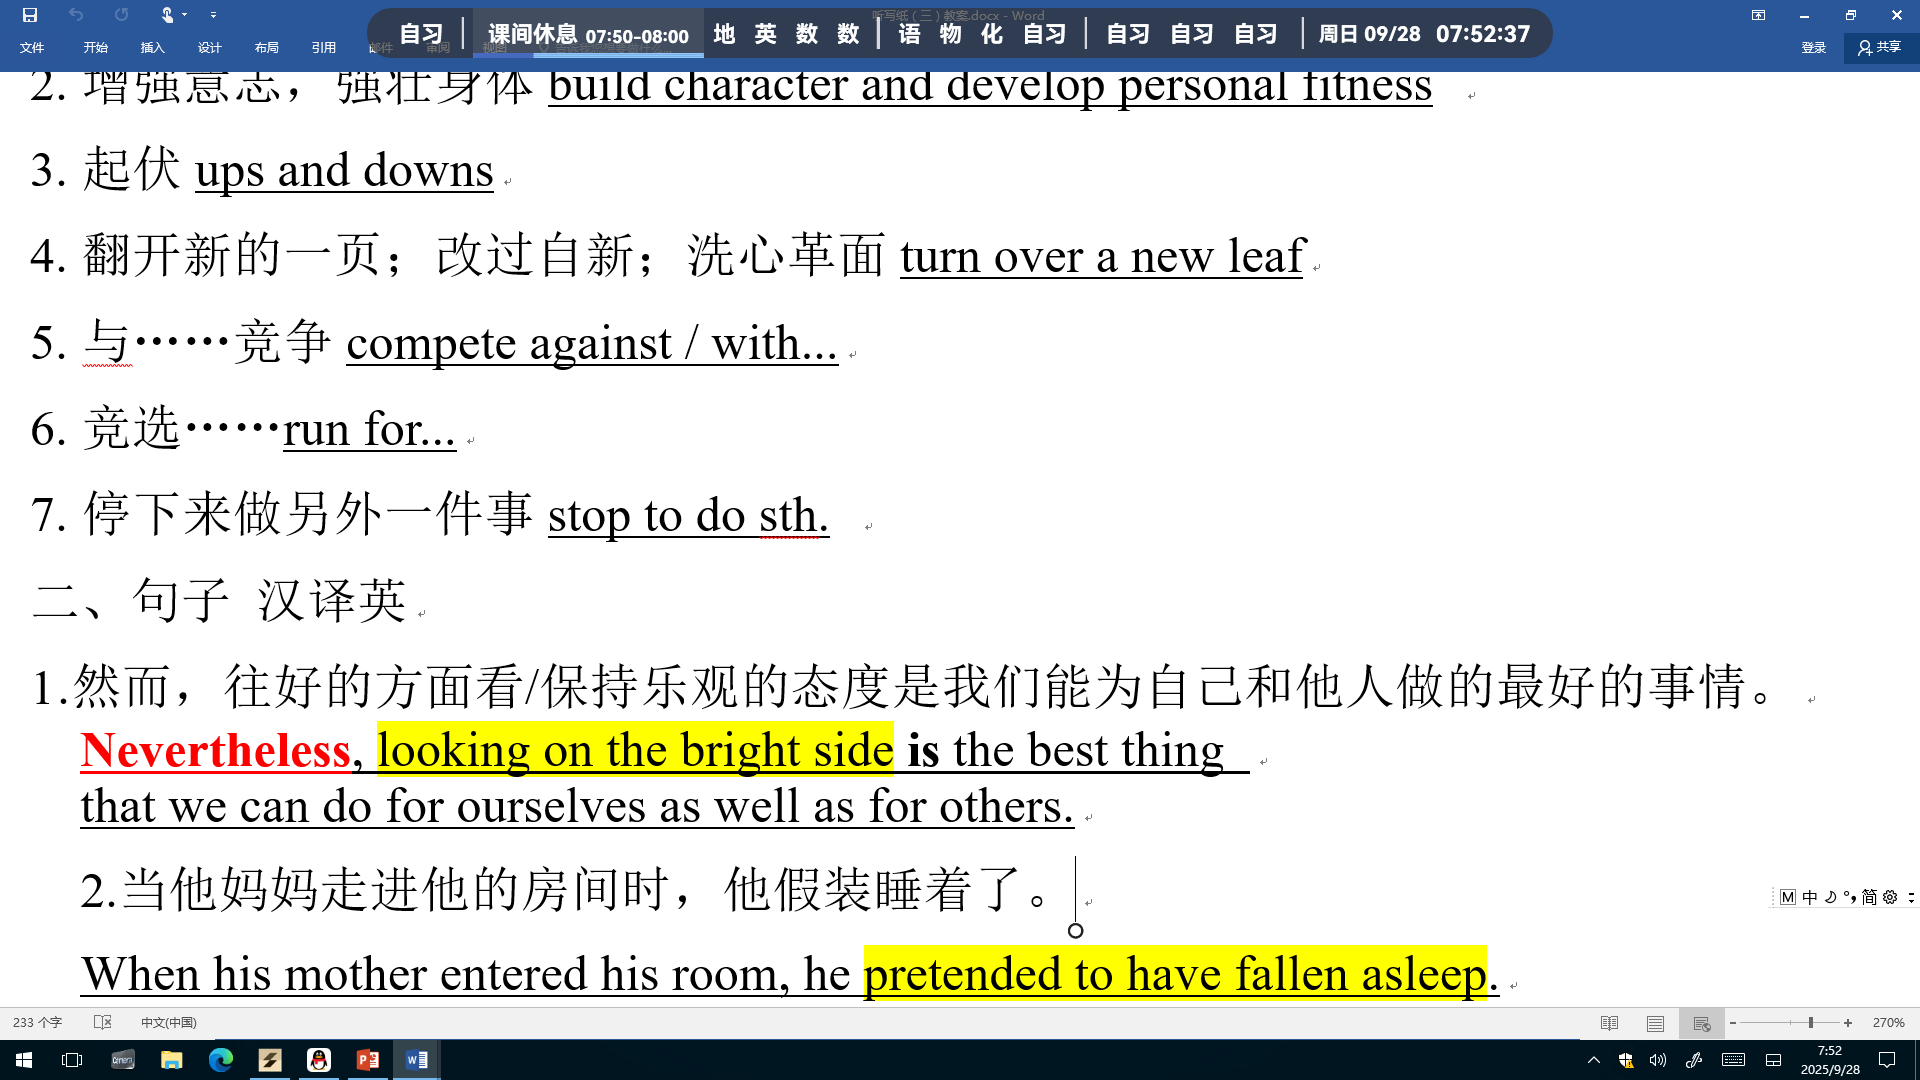 听写纸（三）教案.docx - Word
自习 课间休息 07:50-08:00 地 英 数 数 语 物 化 自习 自习 自习 自习 周日 09/28 07:52:37
文件 开始 插入 设计 布局 引用 邮件 审阅 视图 登录 共享
2. 增强意志，强壮身体 build character and develop personal fitness
3. 起伏 ups and downs
4. 翻开新的一页；改过自新；洗心革面 turn over a new leaf
5. 与……竞争 compete against / with...
6. 竞选……run for...
7. 停下来做另外一件事 stop to do sth.
二、句子 汉译英
1.然而，往好的方面看/保持乐观的态度是我们能为自己和他人做的最好的事情。
Nevertheless, looking on the bright side is the best thing
that we can do for ourselves as well as for others.
2.当他妈妈走进他的房间时，他假装睡着了。
M 中 简
When his mother entered his room, he pretended to have fallen asleep.
233 个字 中文(中国) 270%
7:52
2025/9/28